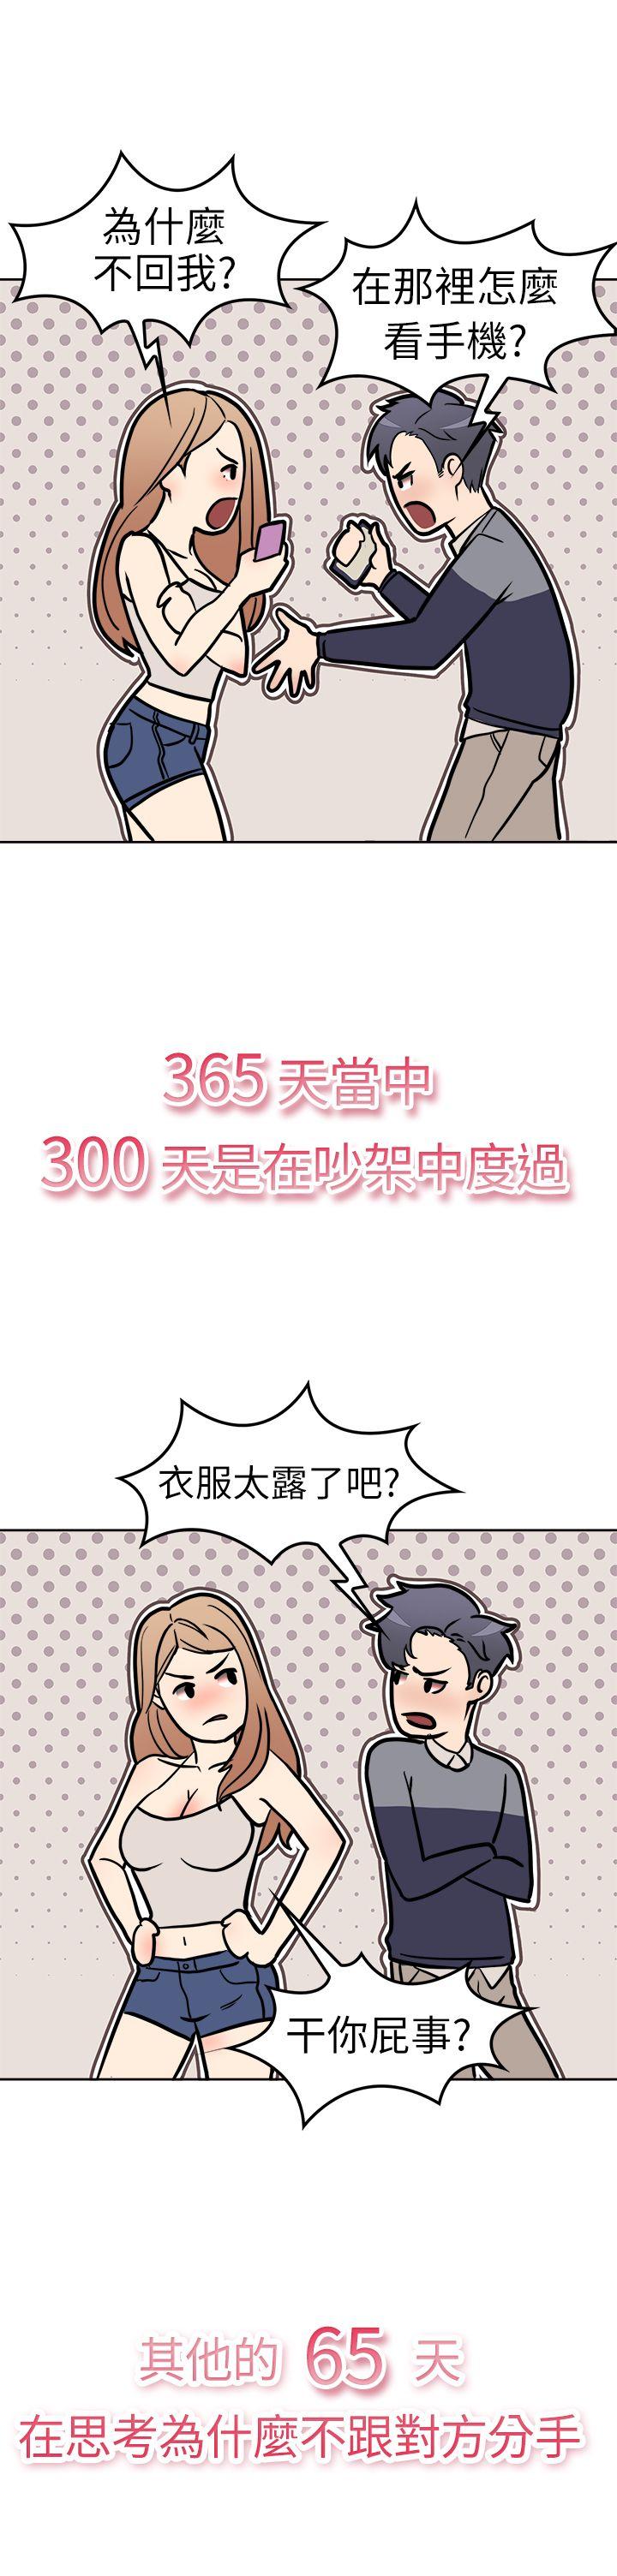 為什麼
不回我?
在那裡怎麼
看手機?
365 天當中
300 天是在吵架中度過
衣服太露了吧?
干你屁事?
其他的 65 天
在思考為什麼不跟對方分手